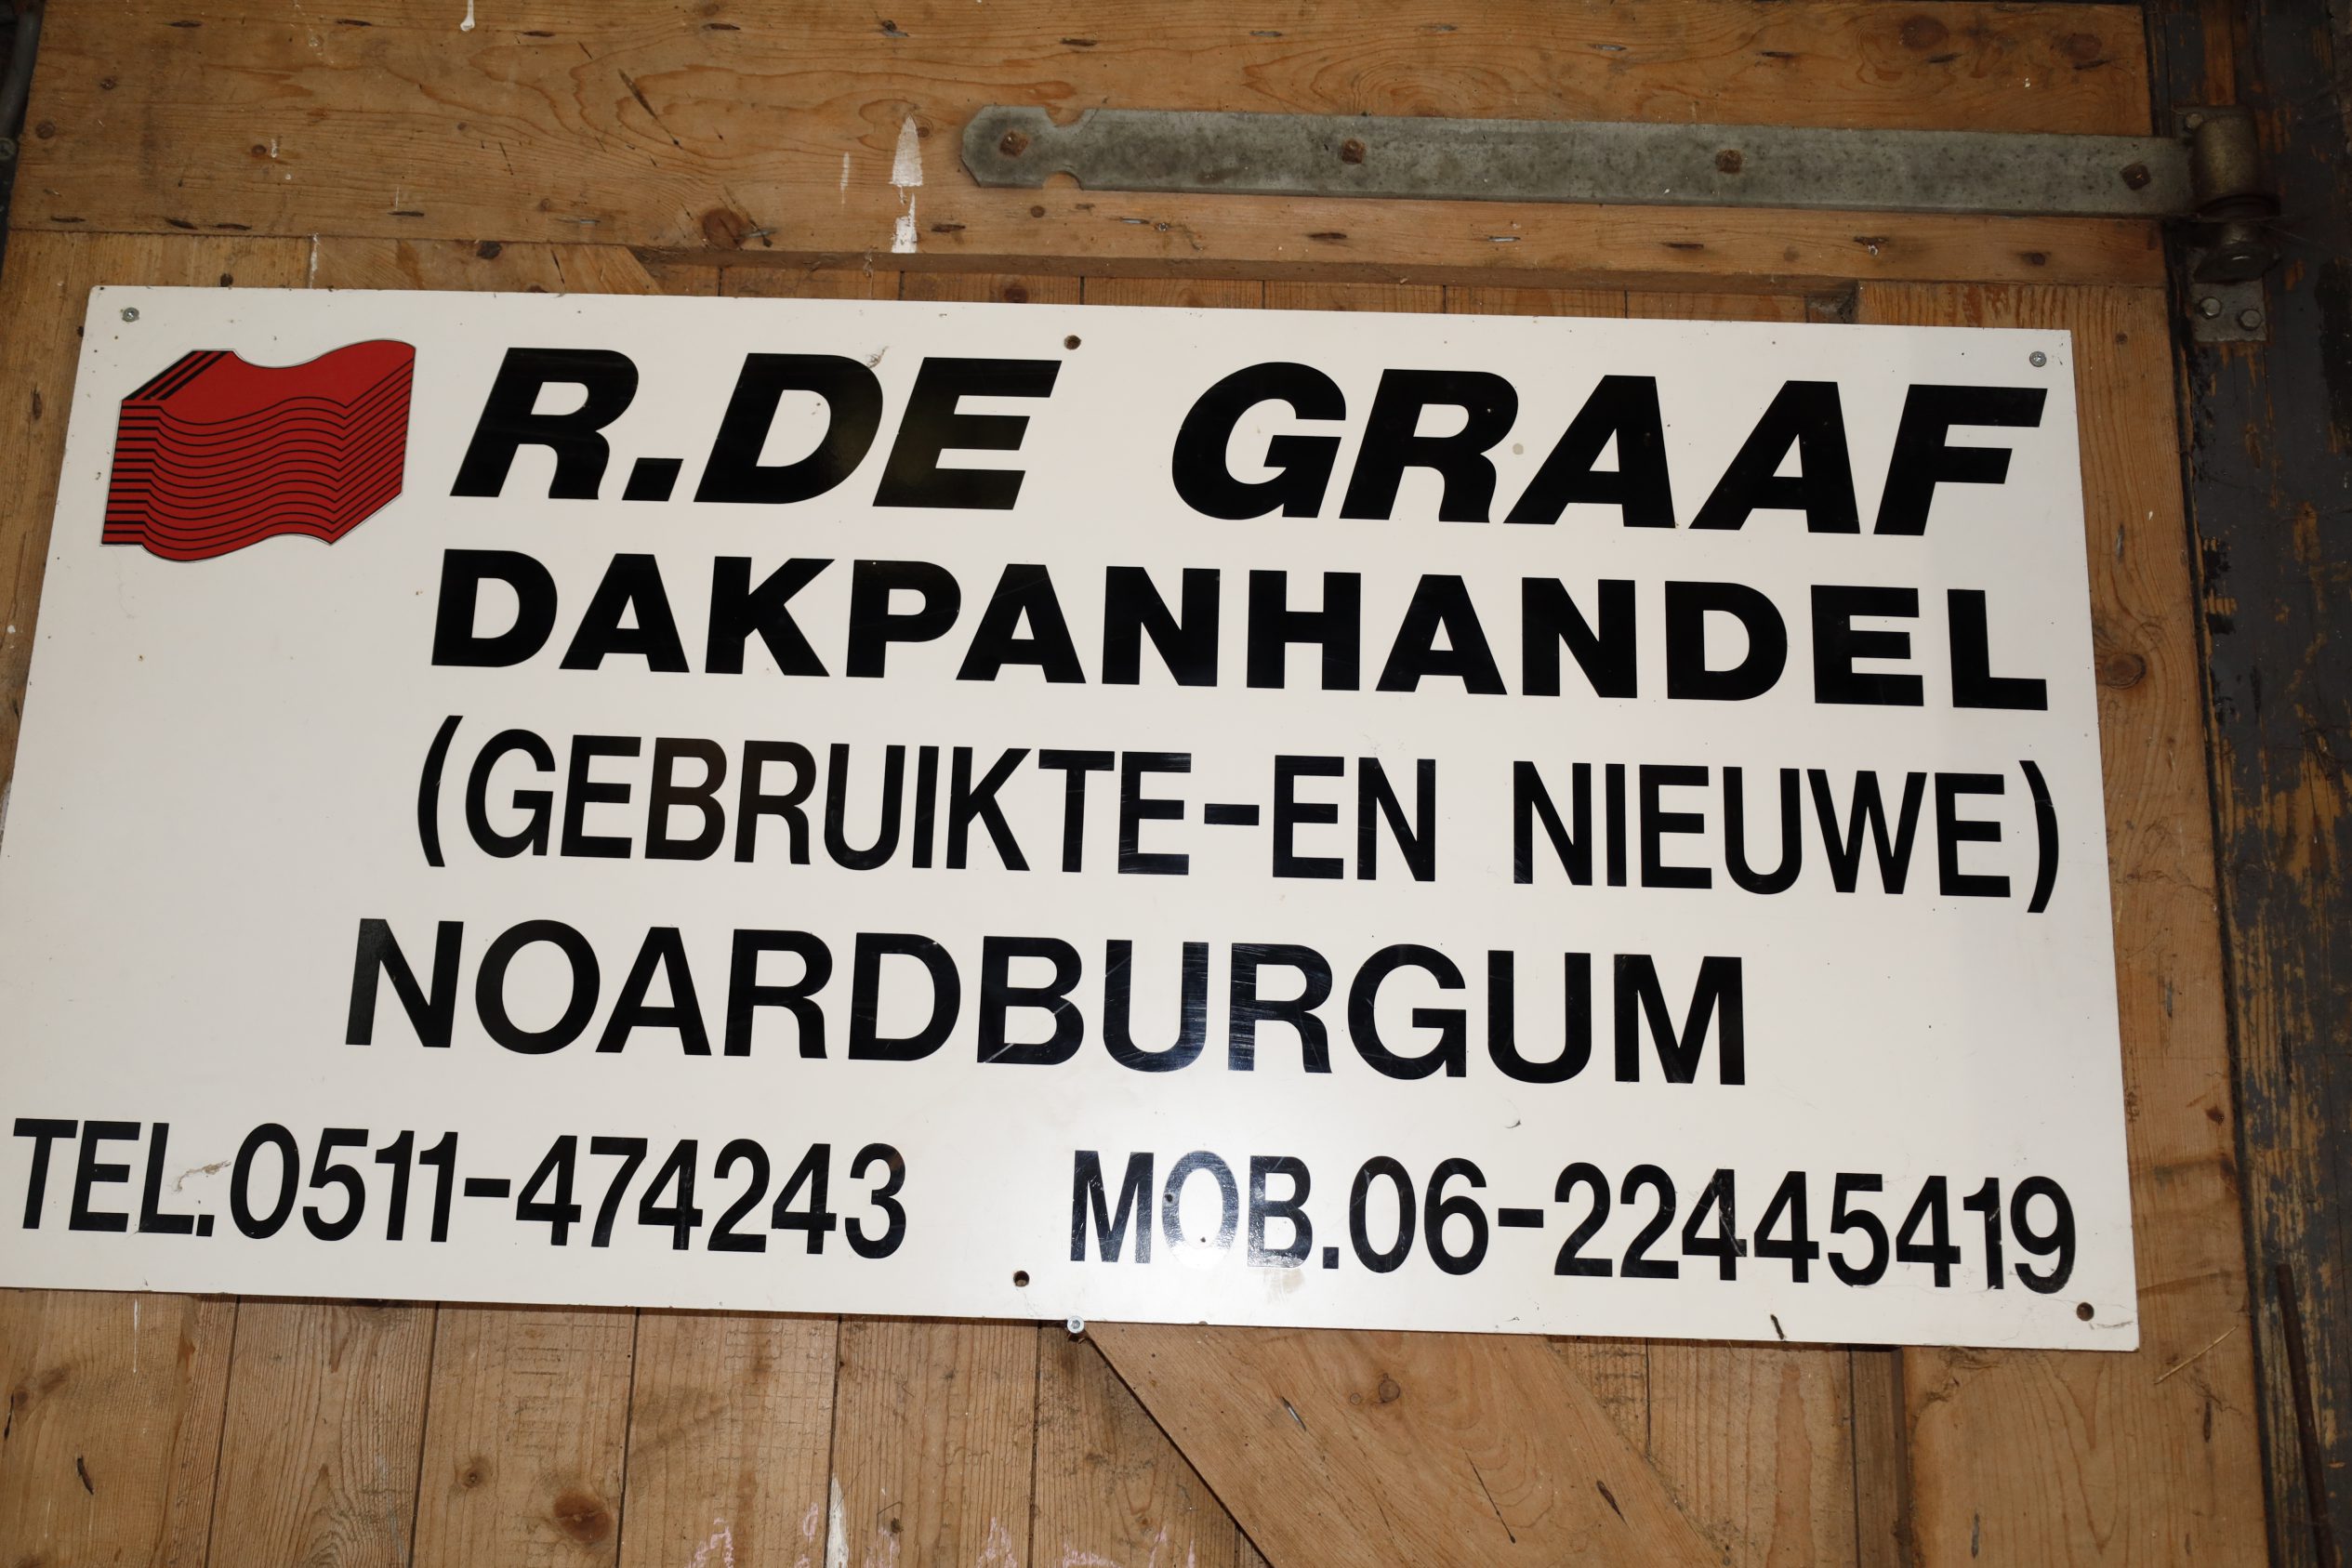 R.DE GRAAF
DAKPANHANDEL
(GEBRUIKTE-EN NIEUWE)
NOARDBURGUM
TEL.0511-474243 MOB.06-22445419